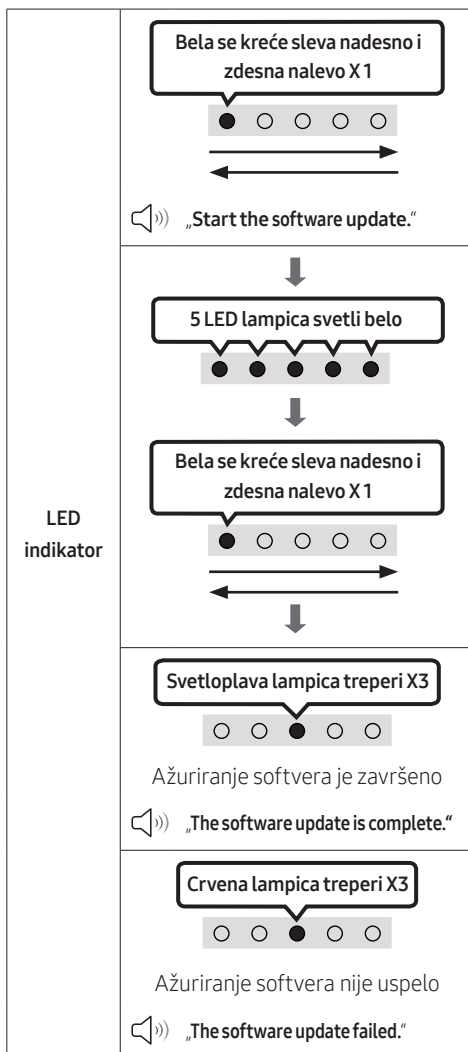 Bela se kreće sleva nadesno i
zdesna nalevo X 1
„Start the software update.“
5 LED lampica svetli belo
Bela se kreće sleva nadesno i
zdesna nalevo X 1
LED
indikator
Svetloplava lampica treperi X3
Ažuriranje softvera je završeno
„The software update is complete.“
Crvena lampica treperi X3
Ažuriranje softvera nije uspelo
„The software update failed.“